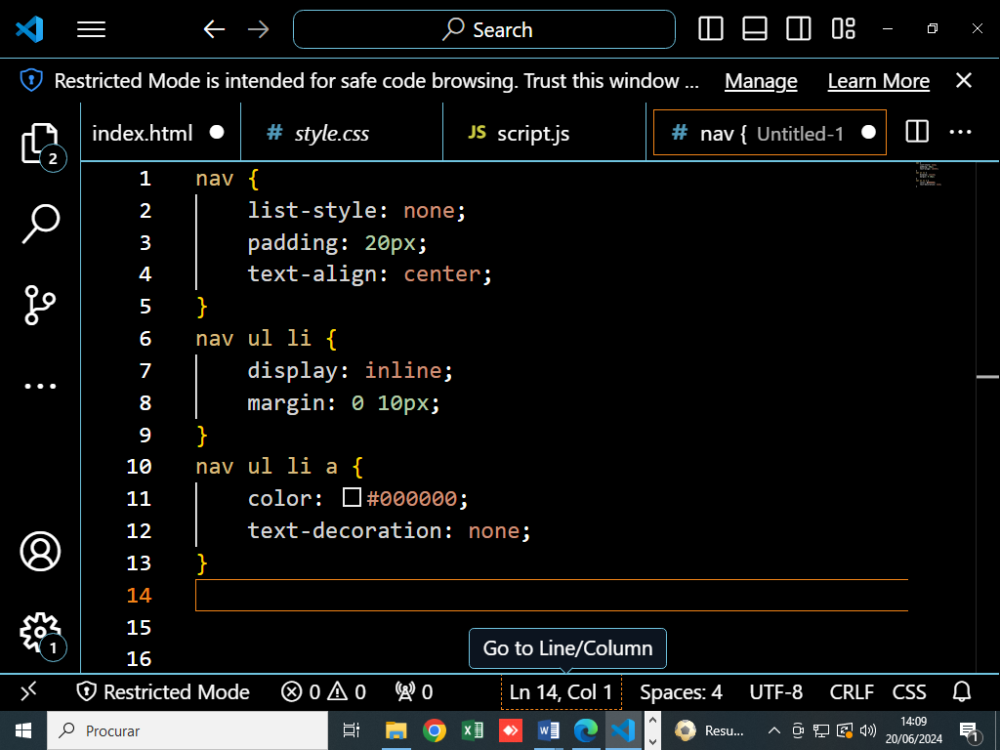 Search
Restricted Mode is intended for safe code browsing. Trust this window ... Manage Learn More
index.html # style.css JS script.js # nav { Untitled-1
2
1 nav {
2 list-style: none;
3 padding: 20px;
4 text-align: center;
5 }
6 nav ul li {
7 display: inline;
8 margin: 0 10px;
9 }
10 nav ul li a {
11 color: #000000;
12 text-decoration: none;
13 }
14
15
16
1
Go to Line/Column
Restricted Mode 0 0 0 Ln 14, Col 1 Spaces: 4 UTF-8 CRLF CSS
Procurar Resu... 14:09
20/06/2024 1